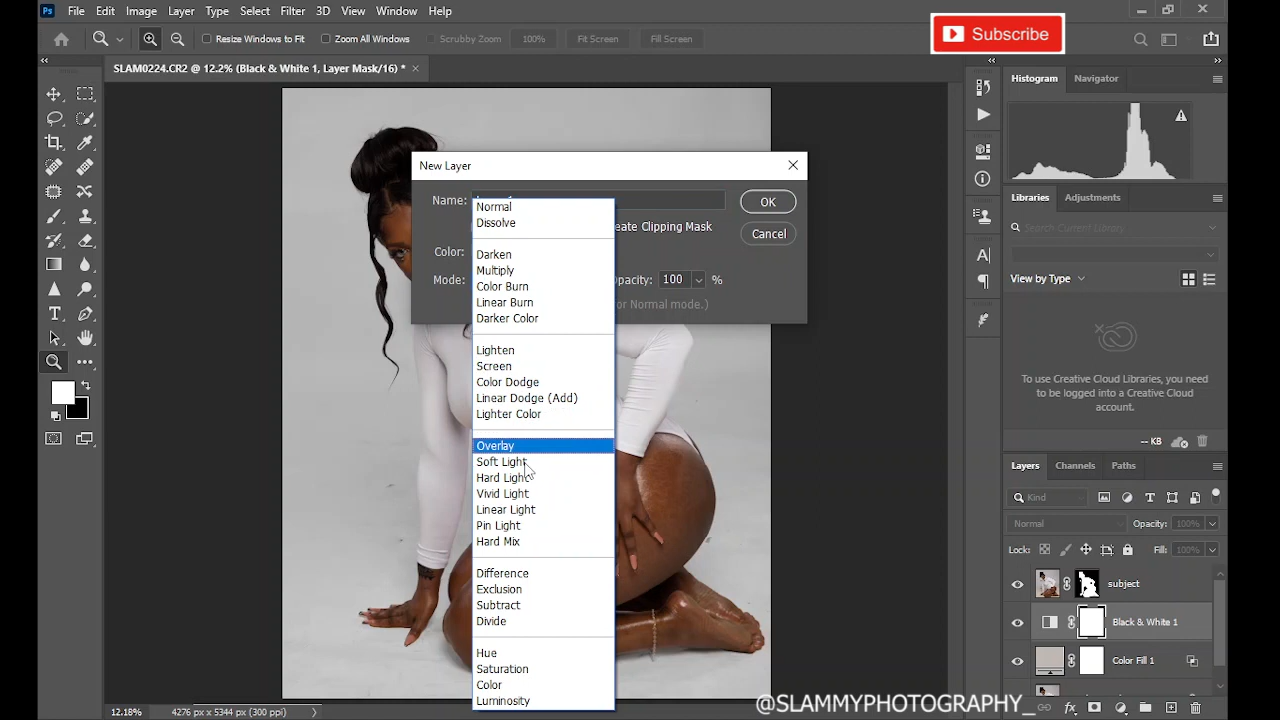 Ps File Edit Image Layer Type Select Filter 3D View Window Help
Subscribe
Resize Windows to Fit Zoom All Windows Scrubby Zoom 100% Fit Screen Fill Screen
SLAM0224.CR2 @ 12.2% (Black & White 1, Layer Mask/16) *
Histogram Navigator
New Layer
Name:
OK
eate Clipping Mask
Cancel
Color:
Mode:
Opacity: 100 %
or Normal mode.)
Normal
Dissolve
Darken
Multiply
Color Burn
Linear Burn
Darker Color
Lighten
Screen
Color Dodge
Linear Dodge (Add)
Lighter Color
Overlay
Soft Light
Hard Light
Vivid Light
Linear Light
Pin Light
Hard Mix
Difference
Exclusion
Subtract
Divide
Hue
Saturation
Color
Luminosity
Libraries Adjustments
Search Current Library
View by Type
To use Creative Cloud Libraries, you need
to be logged into a Creative Cloud
account.
-- KB
Layers Channels Paths
Kind
Normal Opacity: 100%
Lock: Fill: 100%
subject
Black & White 1
Color Fill 1
12.18% 4276 px x 5344 px (300 ppi)
@SLAMMYPHOTOGRAPHY_